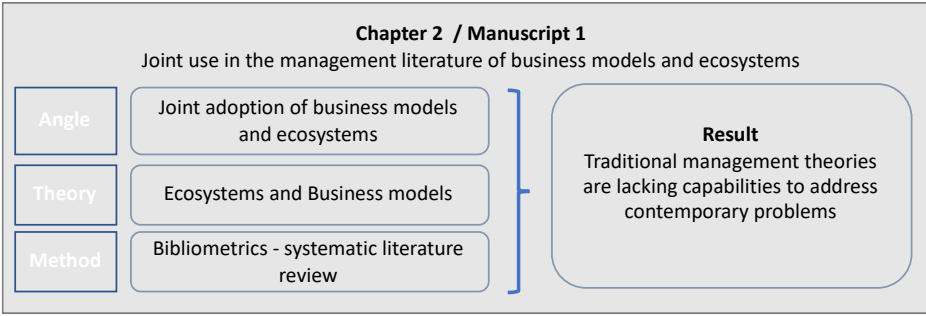 Chapter 2 / Manuscript 1
Joint use in the management literature of business models and ecosystems
Angle
Joint adoption of business models
and ecosystems
Theory
Ecosystems and Business models
Method
Bibliometrics - systematic literature
review
Result
Traditional management theories
are lacking capabilities to address
contemporary problems